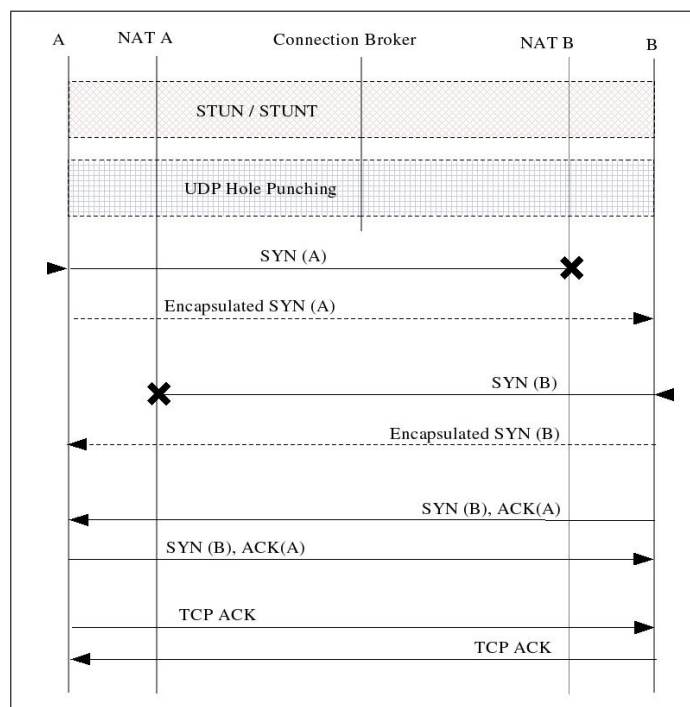 A NAT A Connection Broker NAT B B
STUN / STUNT
UDP Hole Punching
SYN (A)
Encapsulated SYN (A)
SYN (B)
Encapsulated SYN (B)
SYN (B), ACK(A)
SYN (B), ACK(A)
TCP ACK
TCP ACK